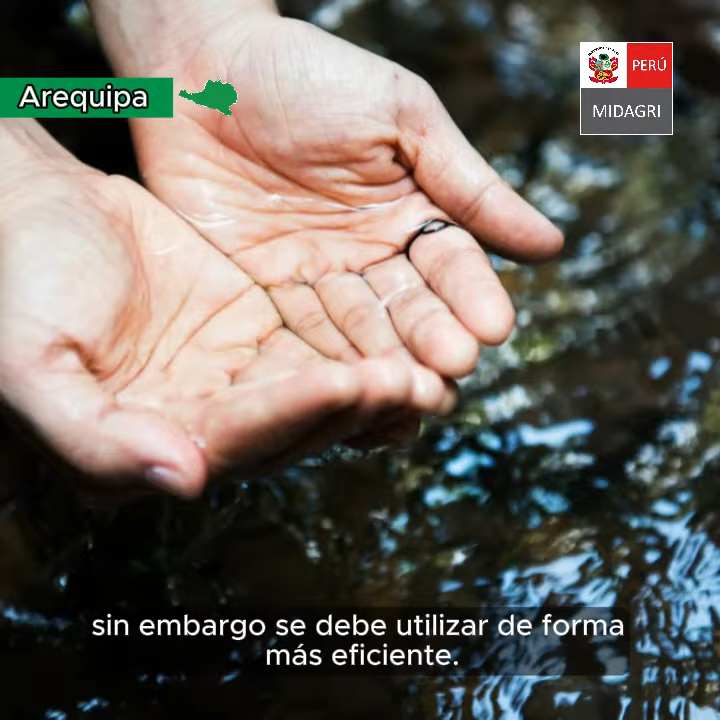 Arequipa
PERÚ
MIDAGRI
sin embargo se debe utilizar de forma
más eficiente.